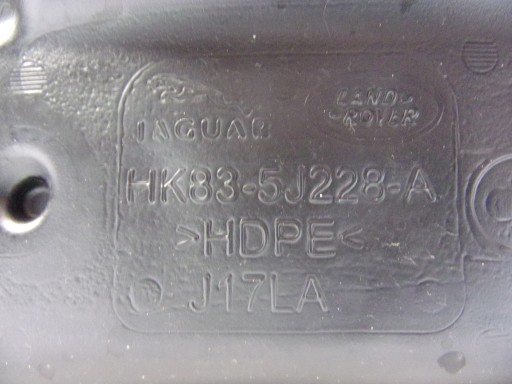 JAGUAR
LAND-
-ROVER
HK83-5J228-A
>HDPE<
J17LA